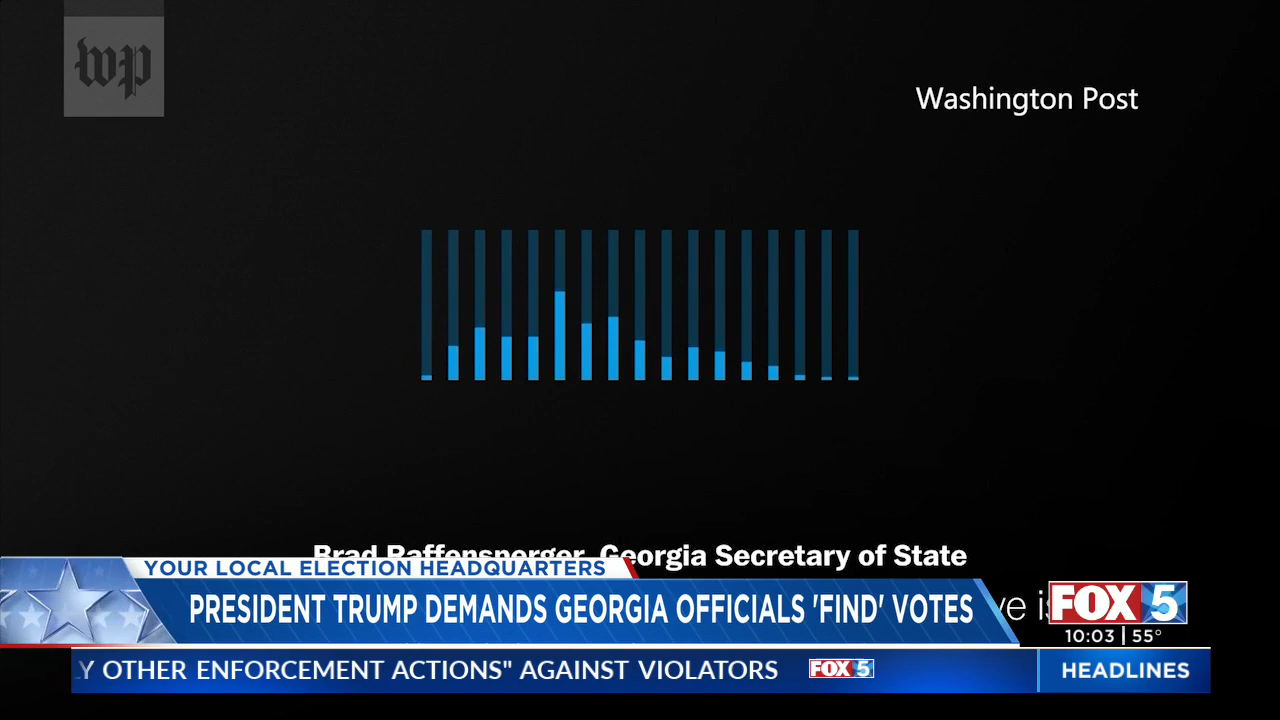 wp
Washington Post
Brad Raffensperger, Georgia Secretary of State
YOUR LOCAL ELECTION HEADQUARTERS
PRESIDENT TRUMP DEMANDS GEORGIA OFFICIALS 'FIND' VOTES
FOX 5
10:03 | 55°
OTHER ENFORCEMENT ACTIONS" AGAINST VIOLATORS FOX 5
HEADLINES